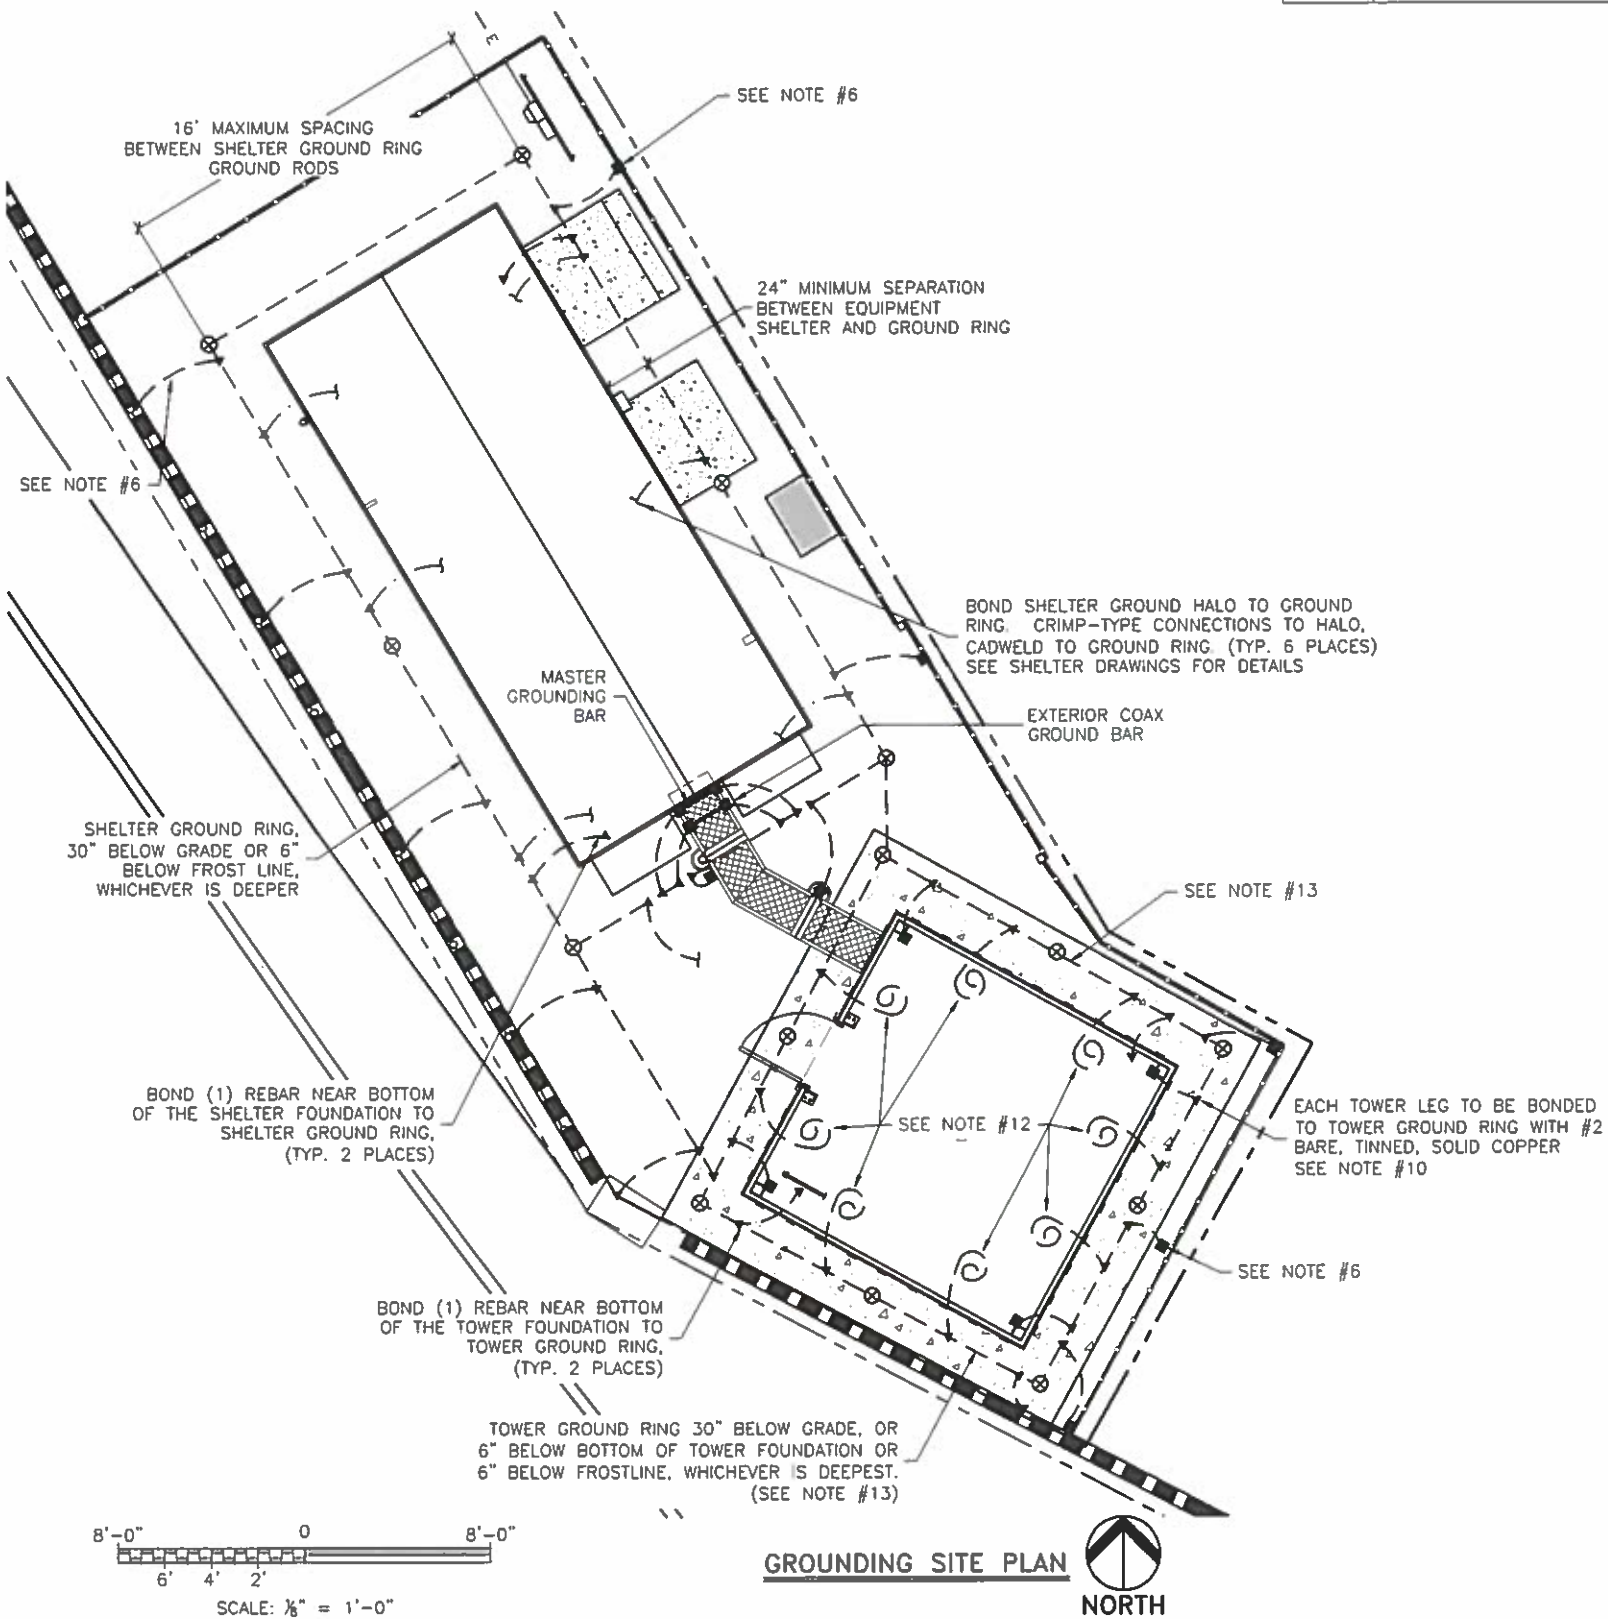 E
SEE NOTE #6
16' MAXIMUM SPACING
BETWEEN SHELTER GROUND RING
GROUND RODS
24" MINIMUM SEPARATION
BETWEEN EQUIPMENT
SHELTER AND GROUND RING
SEE NOTE #6
BOND SHELTER GROUND HALO TO GROUND
RING. CRIMP-TYPE CONNECTIONS TO HALO,
CADWELD TO GROUND RING. (TYP. 6 PLACES)
SEE SHELTER DRAWINGS FOR DETAILS
MASTER
GROUNDING
BAR
EXTERIOR COAX
GROUND BAR
SHELTER GROUND RING,
30" BELOW GRADE OR 6"
BELOW FROST LINE,
WHICHEVER IS DEEPER
SEE NOTE #13
BOND (1) REBAR NEAR BOTTOM
OF THE SHELTER FOUNDATION TO
SHELTER GROUND RING,
(TYP. 2 PLACES)
SEE NOTE #12
EACH TOWER LEG TO BE BONDED
TO TOWER GROUND RING WITH #2
BARE, TINNED, SOLID COPPER
SEE NOTE #10
SEE NOTE #6
BOND (1) REBAR NEAR BOTTOM
OF THE TOWER FOUNDATION TO
TOWER GROUND RING,
(TYP. 2 PLACES)
TOWER GROUND RING 30" BELOW GRADE, OR
6" BELOW BOTTOM OF TOWER FOUNDATION OR
6" BELOW FROSTLINE, WHICHEVER IS DEEPEST.
(SEE NOTE #13)
8'-0" 0 8'-0"
6' 4' 2'
SCALE: ⅛" = 1'-0"
GROUNDING SITE PLAN
NORTH